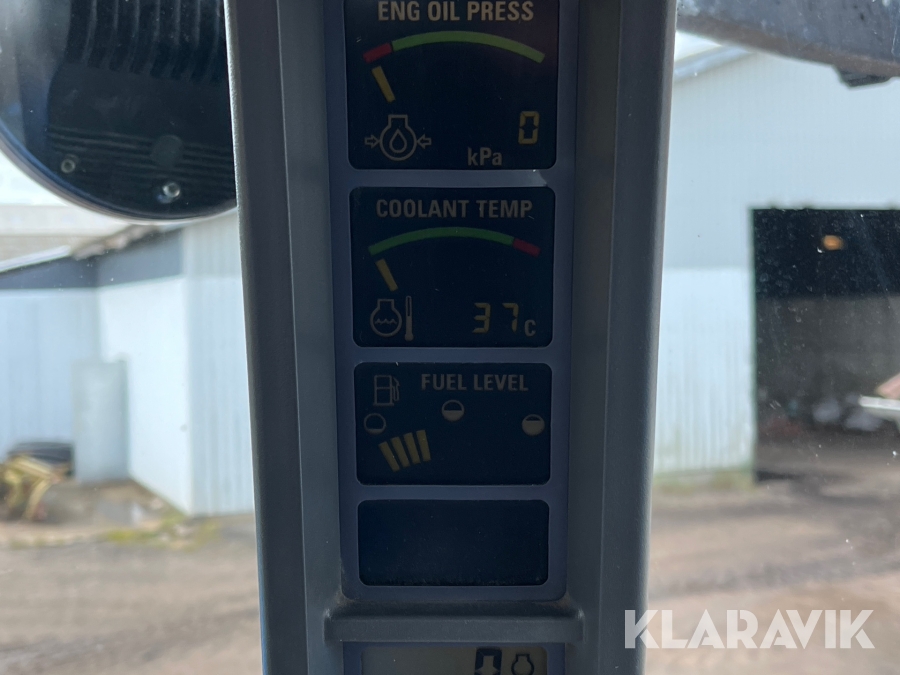 ENG OIL PRESS
0
kPa
COOLANT TEMP
37c
FUEL LEVEL
KLARAVIK